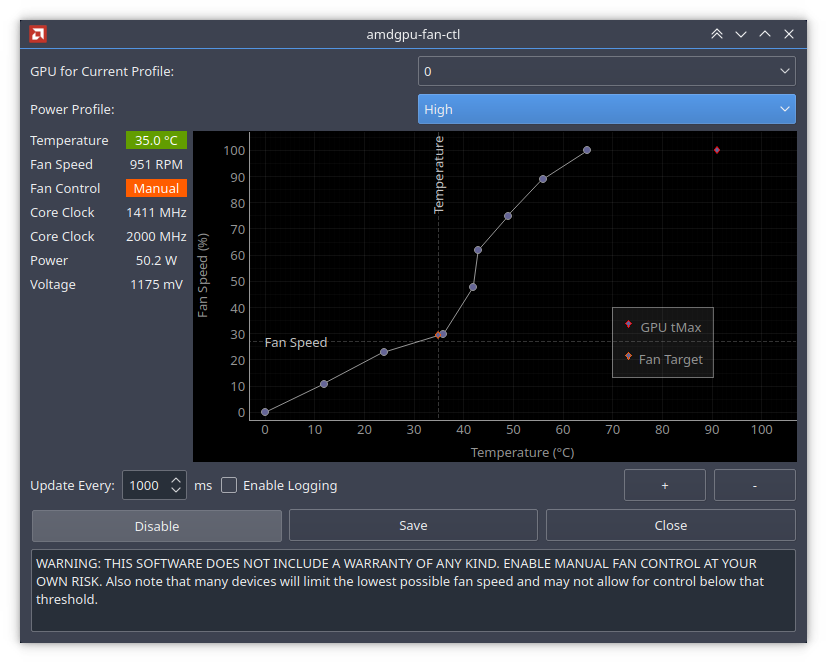 amdgpu-fan-ctl
GPU for Current Profile: 0
Power Profile: High
Temperature 35.0 °C
Fan Speed 951 RPM
Fan Control Manual
Core Clock 1411 MHz
Core Clock 2000 MHz
Power 50.2 W
Voltage 1175 mV
Fan Speed (%)
100
90
80
70
60
50
40
30
20
10
0
Temperature
Fan Speed
GPU tMax
Fan Target
0 10 20 30 40 50 60 70 80 90 100
Temperature (°C)
Update Every: 1000 ms Enable Logging + -
Disable Save Close
WARNING: THIS SOFTWARE DOES NOT INCLUDE A WARRANTY OF ANY KIND. ENABLE MANUAL FAN CONTROL AT YOUR
OWN RISK. Also note that many devices will limit the lowest possible fan speed and may not allow for control below that
threshold.